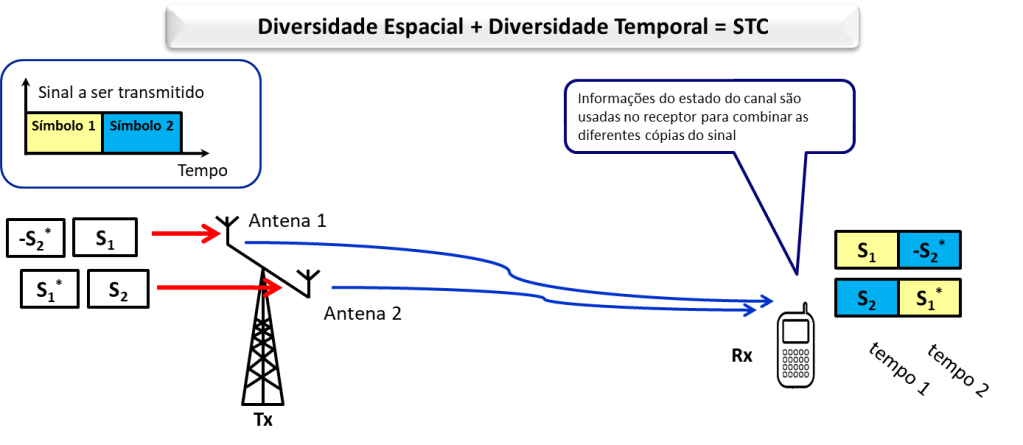 Diversidade Espacial + Diversidade Temporal = STC
Sinal a ser transmitido
Símbolo 1 Símbolo 2
Tempo
Informações do estado do canal são
usadas no receptor para combinar as
diferentes cópias do sinal
-S₂* S₁
Antena 1
S₁* S₂
Antena 2
Tx
Rx
S₁ -S₂*
S₂ S₁*
tempo 1
tempo 2